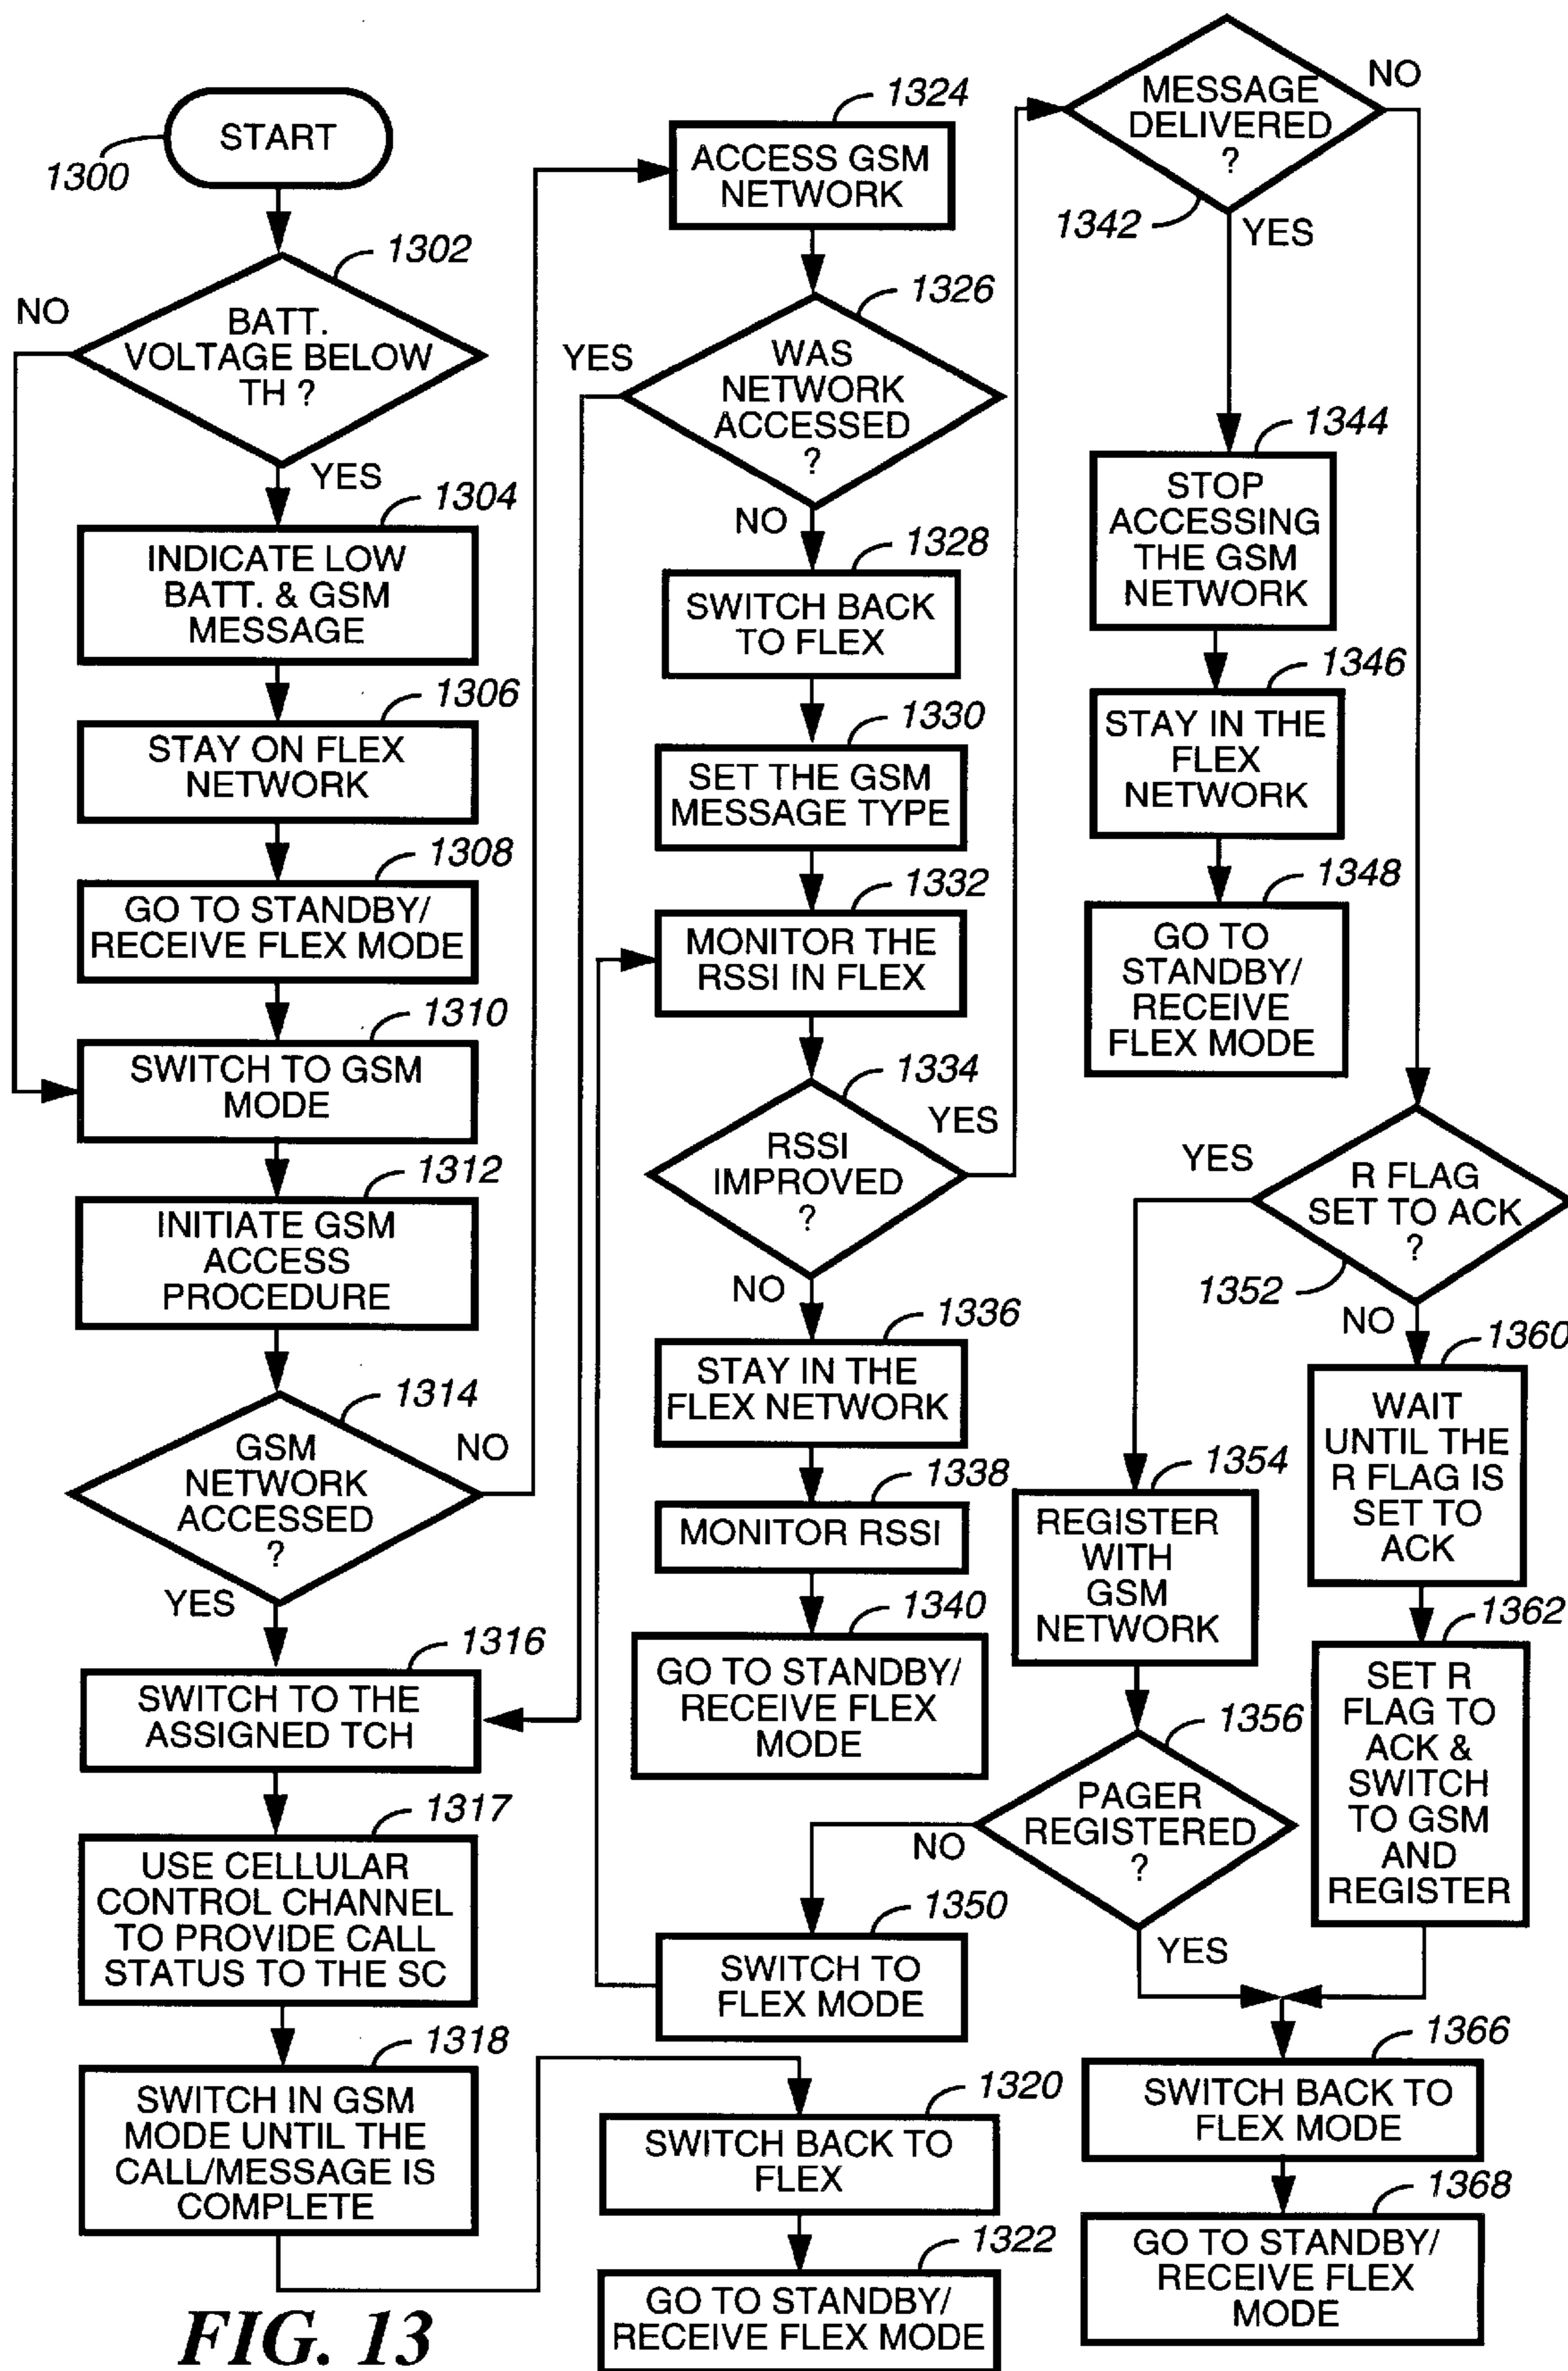 START
1300
1302
NO
BATT.
VOLTAGE BELOW
TH ?
YES
1304
INDICATE LOW
BATT. & GSM
MESSAGE
1306
STAY ON FLEX
NETWORK
1308
GO TO STANDBY/
RECEIVE FLEX MODE
1310
SWITCH TO GSM
MODE
1312
INITIATE GSM
ACCESS
PROCEDURE
1314
GSM
NETWORK
ACCESSED
?
NO
YES
1316
SWITCH TO THE
ASSIGNED TCH
1317
USE CELLULAR
CONTROL CHANNEL
TO PROVIDE CALL
STATUS TO THE SC
1318
SWITCH IN GSM
MODE UNTIL THE
CALL/MESSAGE IS
COMPLETE
1324
ACCESS GSM
NETWORK
1326
YES
WAS
NETWORK
ACCESSED
?
NO
1328
SWITCH BACK
TO FLEX
1330
SET THE GSM
MESSAGE TYPE
1332
MONITOR THE
RSSI IN FLEX
1334
YES
RSSI
IMPROVED
?
NO
1336
STAY IN THE
FLEX NETWORK
1338
MONITOR RSSI
1340
GO TO STANDBY/
RECEIVE FLEX
MODE
1350
SWITCH TO
FLEX MODE
1320
SWITCH BACK TO
FLEX
1322
GO TO STANDBY/
RECEIVE FLEX MODE
MESSAGE
DELIVERED
?
NO
1342
YES
1344
STOP
ACCESSING
THE GSM
NETWORK
1346
STAY IN THE
FLEX
NETWORK
1348
GO TO
STANDBY/
RECEIVE
FLEX MODE
YES
R FLAG
SET TO ACK
?
1352
NO
1354
REGISTER
WITH
GSM
NETWORK
1356
PAGER
REGISTERED
?
NO
YES
1360
WAIT
UNTIL THE
R FLAG IS
SET TO
ACK
1362
SET R
FLAG TO
ACK &
SWITCH
TO GSM
AND
REGISTER
1366
SWITCH BACK TO
FLEX MODE
1368
GO TO STANDBY/
RECEIVE FLEX
MODE
FIG. 13